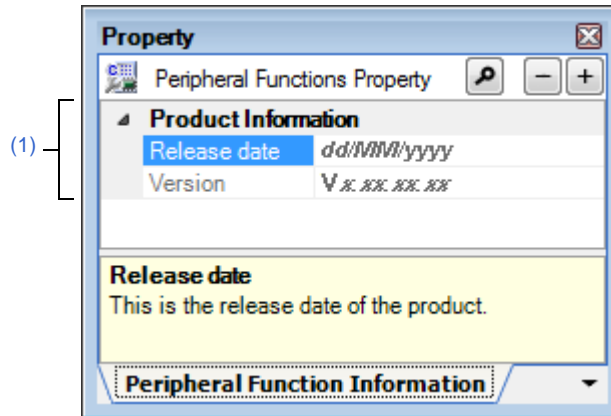 Property
Peripheral Functions Property
(1)
Product Information
Release date dd/MM/yyyy
Version Vx.xx.xx.xx
Release date
This is the release date of the product.
Peripheral Function Information